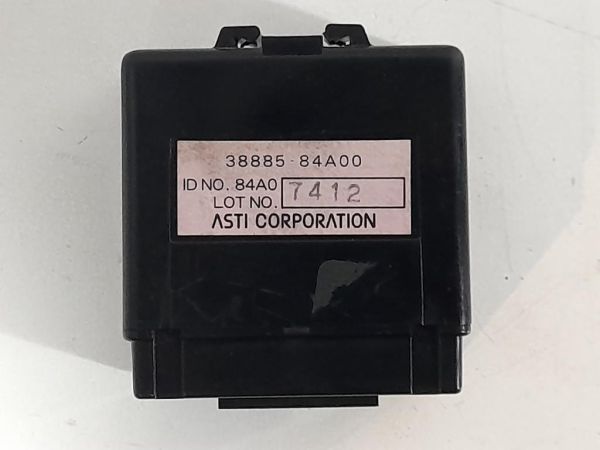 38885-84A00
ID NO. 84A0
LOT NO. 7412
ASTI CORPORATION